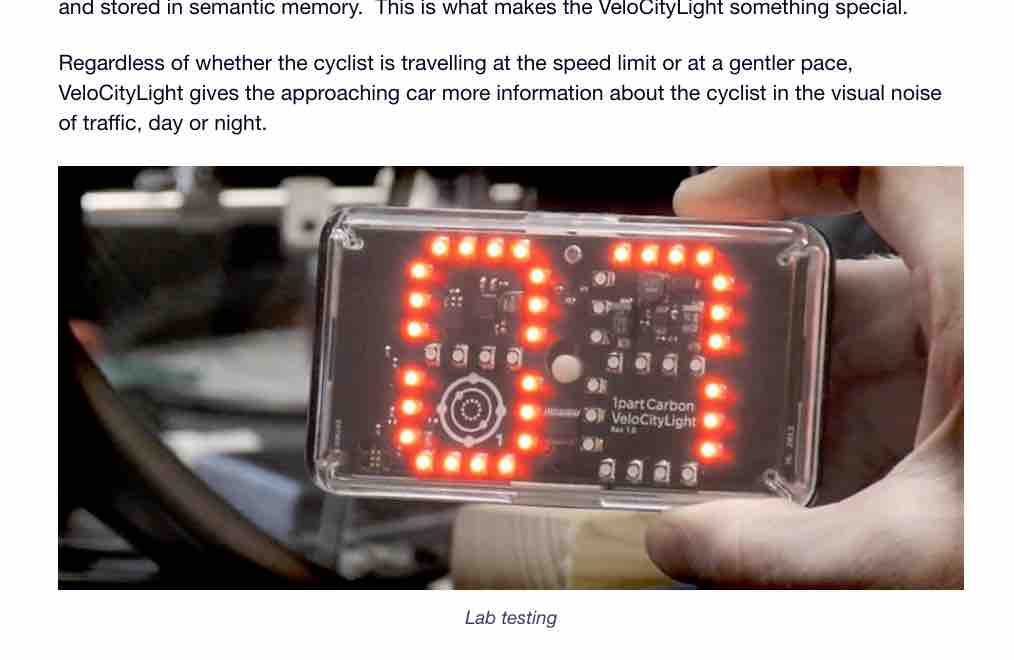 and stored in semantic memory. This is what makes the VeloCityLight something special.
Regardless of whether the cyclist is travelling at the speed limit or at a gentler pace,
VeloCityLight gives the approaching car more information about the cyclist in the visual noise
of traffic, day or night.
07
1partCarbon
VeloCityLight
Rev 1.0
1
Lab testing